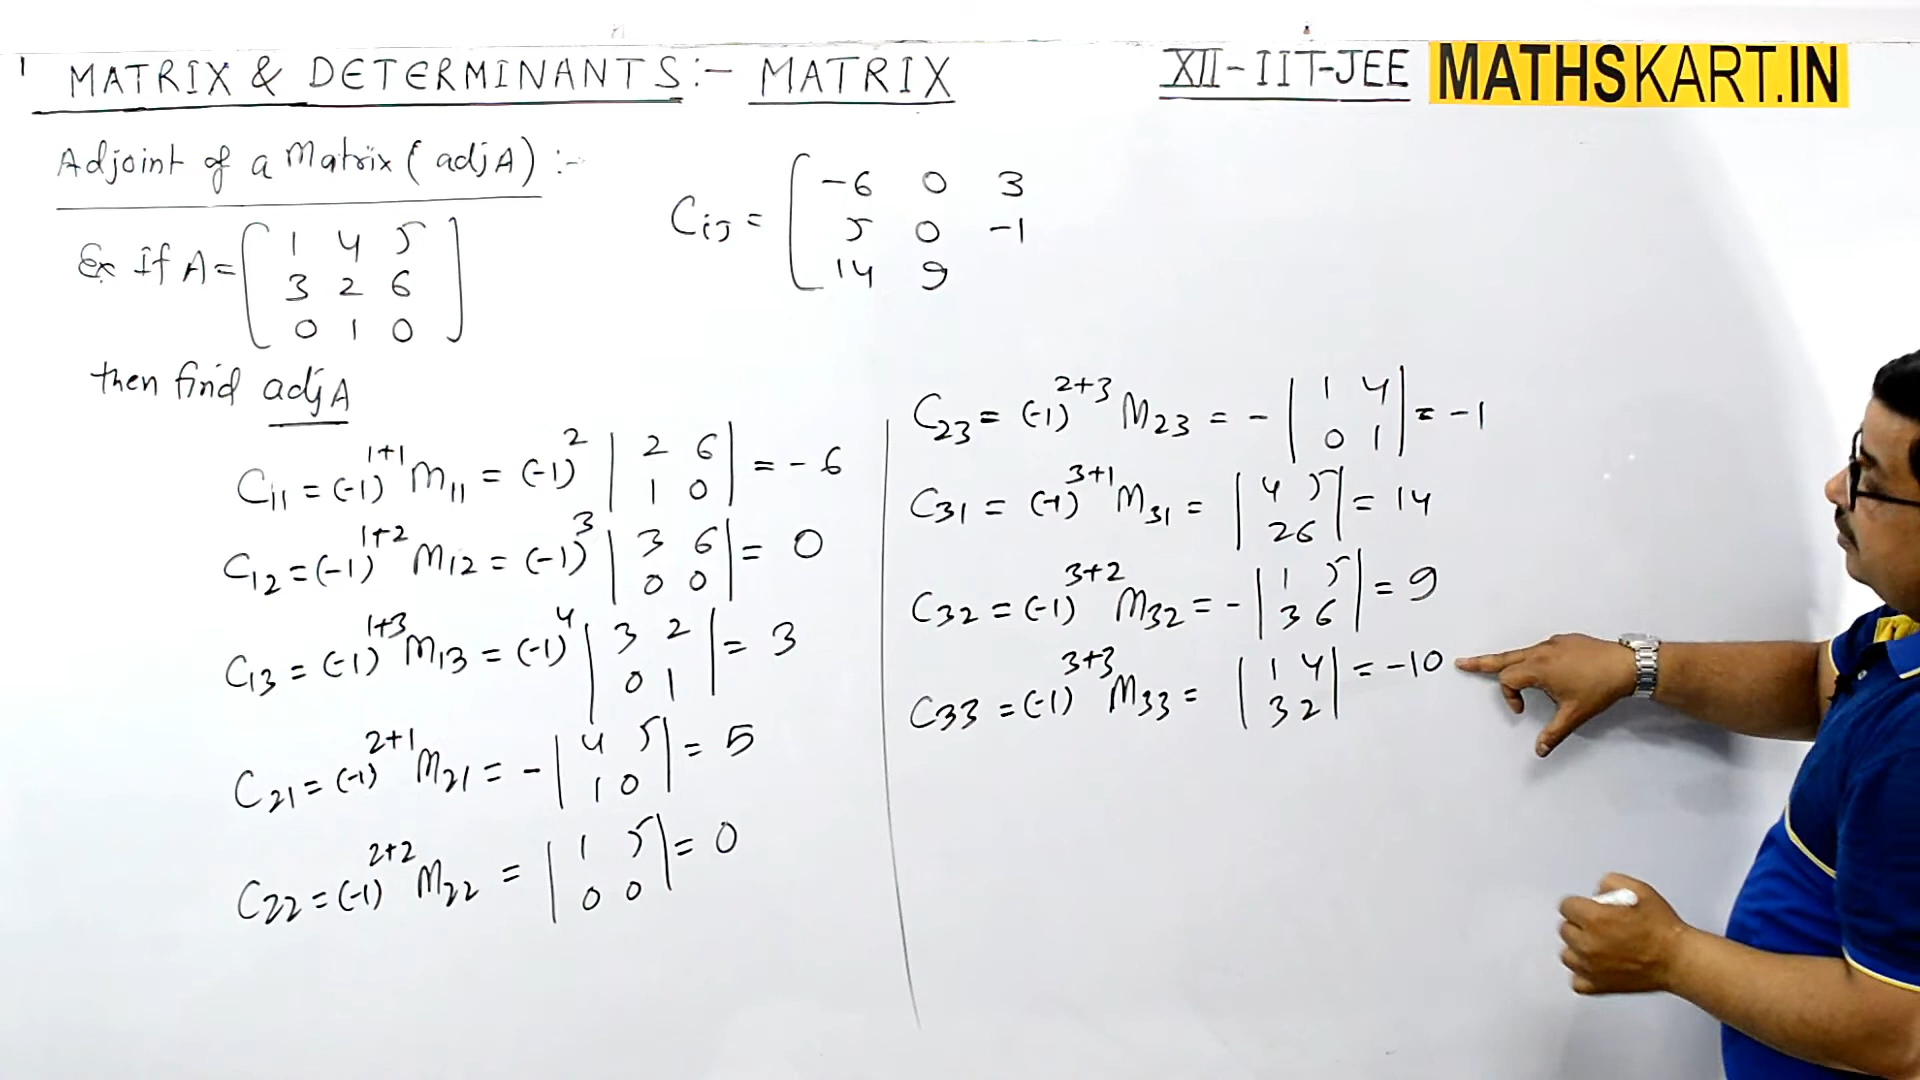 MATRIX & DETERMINANTS :- MATRIX
XII-IIT-JEE MATHSKART.IN
Adjoint of a Matrix (adj A) :-
Ex If A = [ 1 4 5
3 2 6
0 1 0 ]
then find adj A
Cij = [ -6 0 3
5 0 -1
14 9
C11 = (-1)^1+1 M11 = (-1)^2 | 2 6
1 0 | = -6
C12 = (-1)^1+2 M12 = (-1)^3 | 3 6
0 0 | = 0
C13 = (-1)^1+3 M13 = (-1)^4 | 3 2
0 1 | = 3
C21 = (-1)^2+1 M21 = - | 4 5
1 0 | = 5
C22 = (-1)^2+2 M22 = | 1 5
0 0 | = 0
C23 = (-1)^2+3 M23 = - | 1 4
0 1 | = -1
C31 = (-1)^3+1 M31 = | 4 5
2 6 | = 14
C32 = (-1)^3+2 M32 = - | 1 5
3 6 | = 9
C33 = (-1)^3+3 M33 = | 1 4
3 2 | = -10